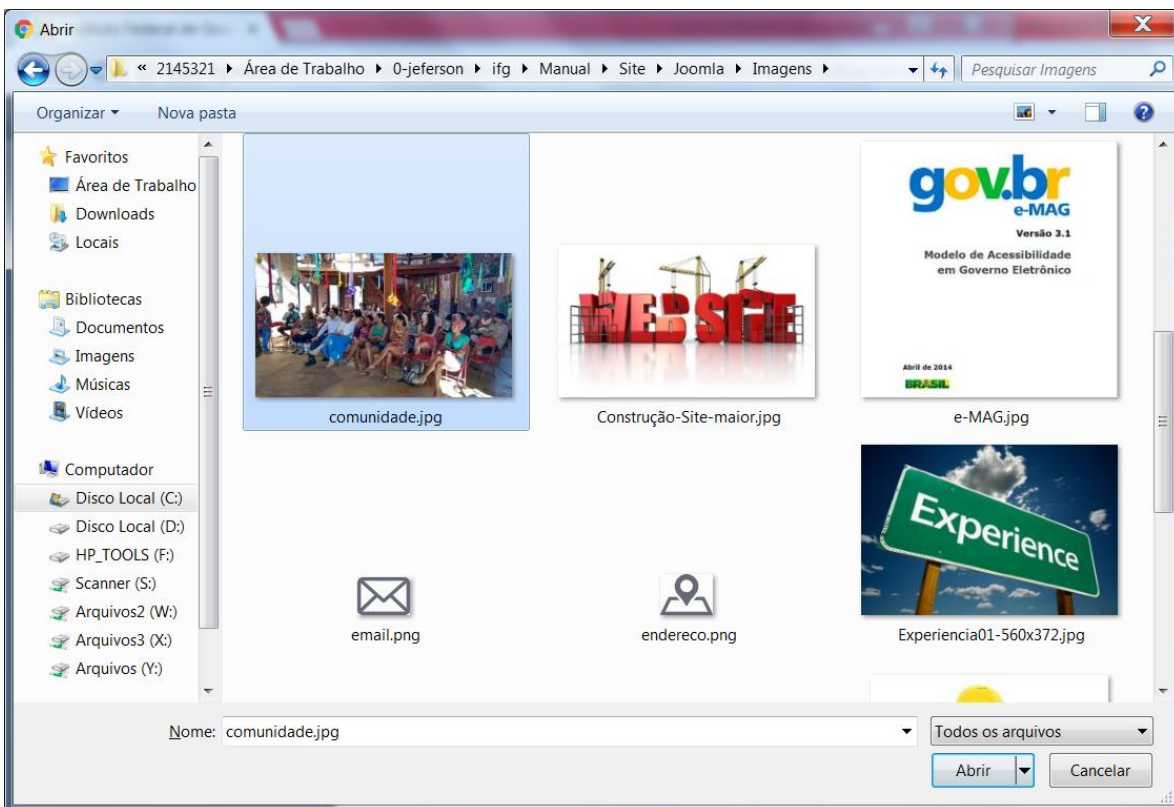 Abrir
« 2145321 ▸ Área de Trabalho ▸ 0-jeferson ▸ ifg ▸ Manual ▸ Site ▸ Joomla ▸ Imagens ▸
Pesquisar Imagens
Organizar
Nova pasta
Favoritos
Área de Trabalho
Downloads
Locais
Bibliotecas
Documentos
Imagens
Músicas
Vídeos
Computador
Disco Local (C:)
Disco Local (D:)
HP_TOOLS (F:)
Scanner (S:)
Arquivos2 (W:)
Arquivos3 (X:)
Arquivos (Y:)
comunidade.jpg
WEB SITE
Construção-Site-maior.jpg
gov.br
e-MAG
Versão 3.1
Modelo de Acessibilidade
em Governo Eletrônico
Abril de 2014
BRASIL
e-MAG.jpg
email.png
endereco.png
Experience
Experiencia01-560x372.jpg
Nome: comunidade.jpg
Todos os arquivos
Abrir
Cancelar